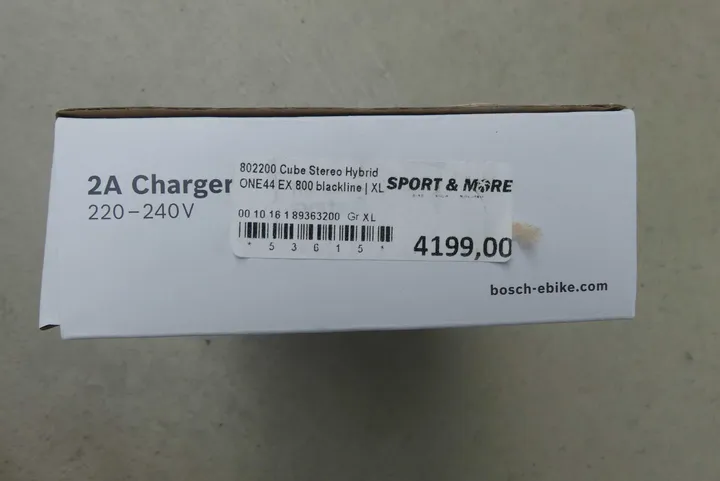 2A Charger
220-240V
802200 Cube Stereo Hybrid
ONE44 EX 800 blackline | XL
SPORT & MORE
00 10 16 1 89363200 Gr XL
* 5 3 6 1 5 *
4199,00
bosch-ebike.com